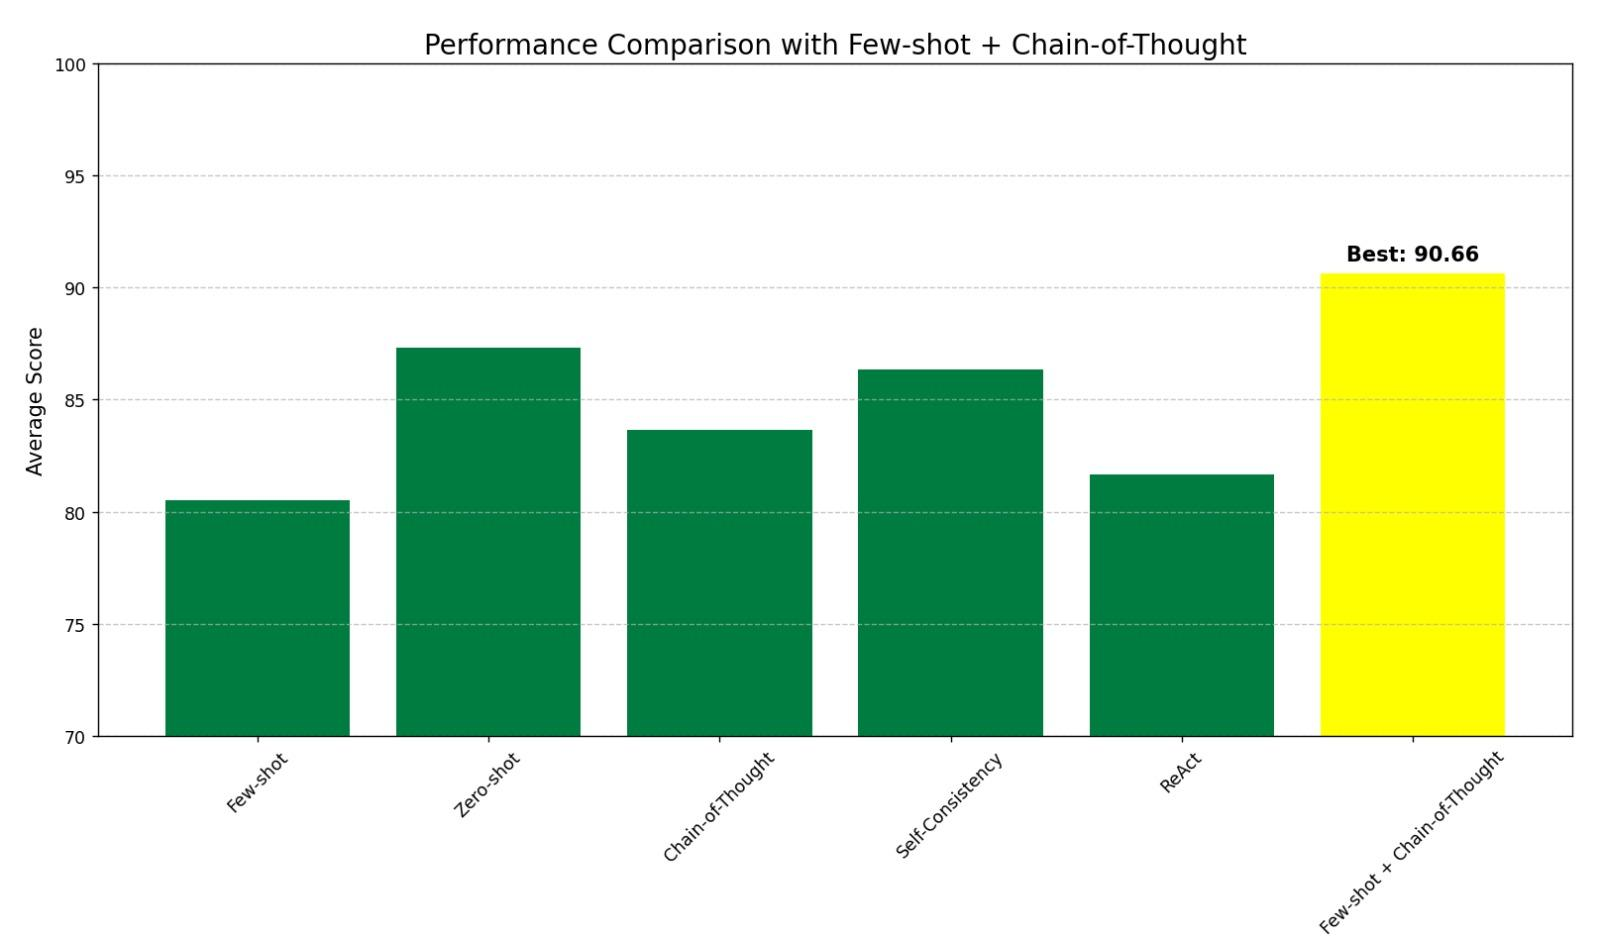 Performance Comparison with Few-shot + Chain-of-Thought
100
95
90
85
80
75
70
Average Score
Best: 90.66
Few-shot
Zero-shot
Chain-of-Thought
Self-Consistency
ReAct
Few-shot + Chain-of-Thought